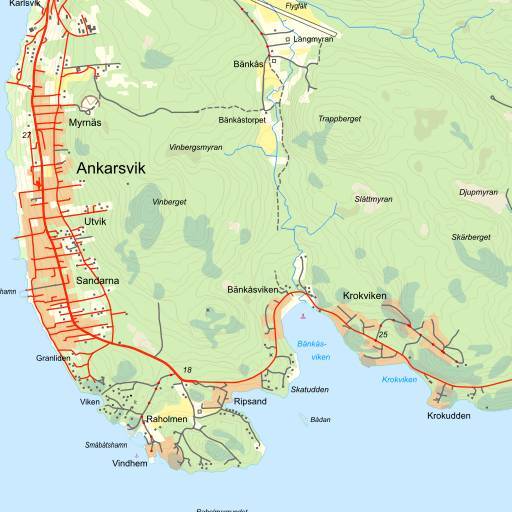 Karlsvik
Flygfält
Långmyran
Bänkås
Myrnäs
Bänkåstorpet
Trappberget
27
Vinbergsmyran
Ankarsvik
Djupmyran
Vinberget
Slåttmyran
Utvik
Skärberget
Sandarna
Bänkåsviken
Krokviken
hamn
25
Bänkås-
viken
Granliden
18
Krokviken
Skatudden
Viken
Ripsand
Raholmen
Bådan
Krokudden
Småbåtshamn
Vindhem